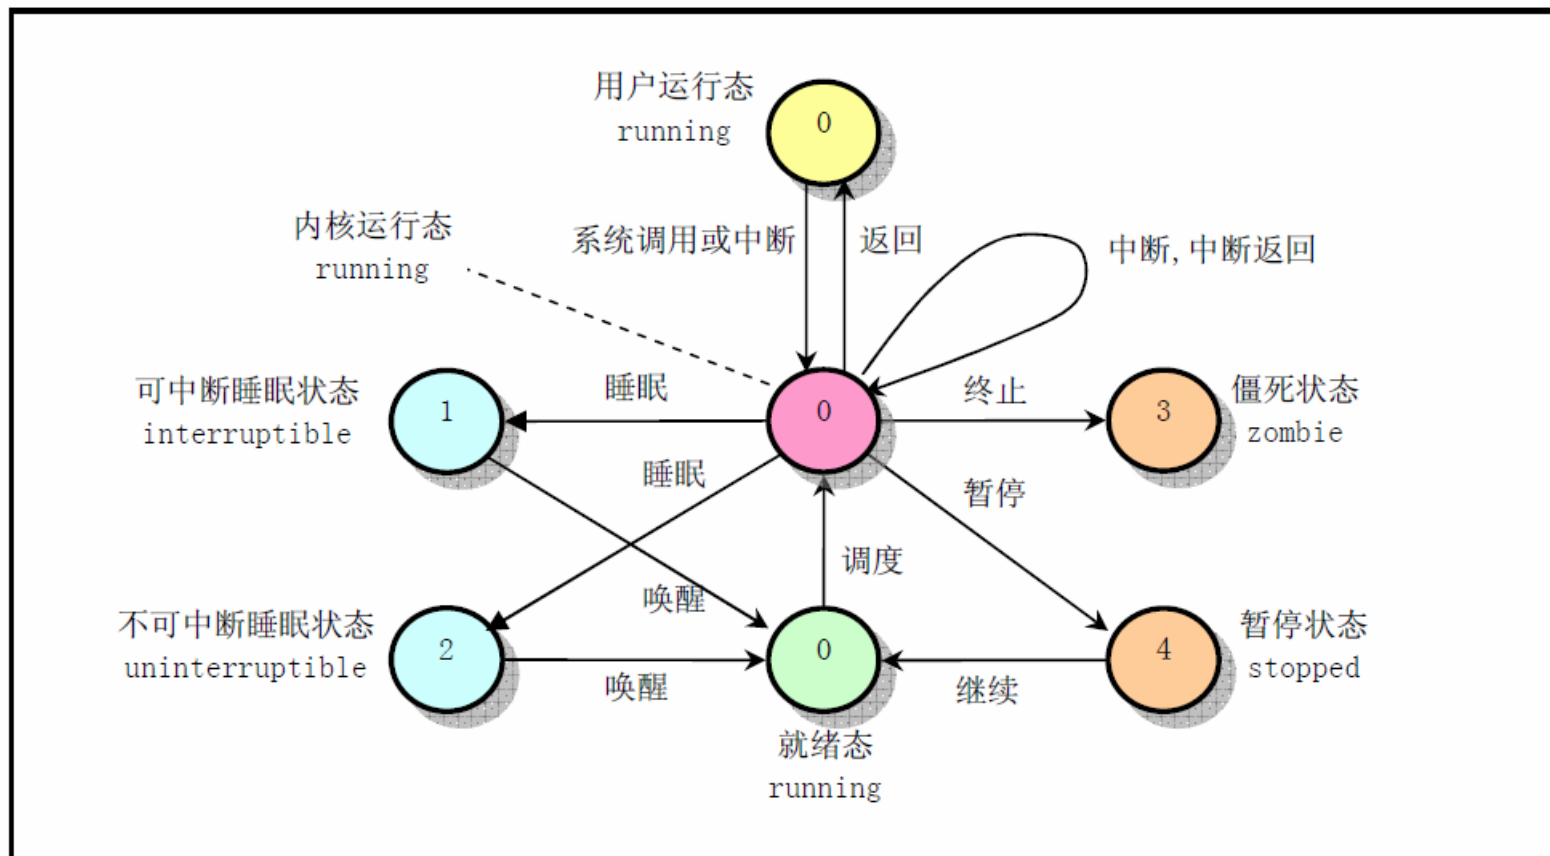 用户运行态
running
0
内核运行态
running
系统调用或中断
返回
中断,中断返回
可中断睡眠状态
interruptible
1
睡眠
0
终止
3
僵死状态
zombie
睡眠
暂停
调度
唤醒
不可中断睡眠状态
uninterruptible
2
唤醒
0
继续
4
暂停状态
stopped
就绪态
running